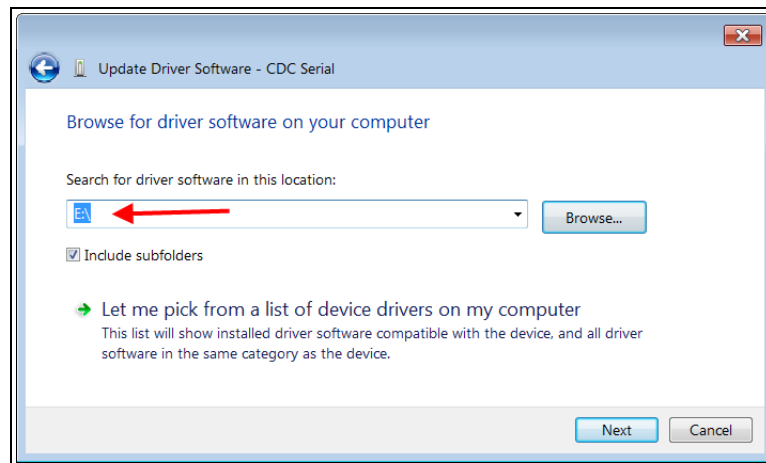 Update Driver Software - CDC Serial
Browse for driver software on your computer
Search for driver software in this location:
E:\
Browse...
Include subfolders
Let me pick from a list of device drivers on my computer
This list will show installed driver software compatible with the device, and all driver
software in the same category as the device.
Next
Cancel